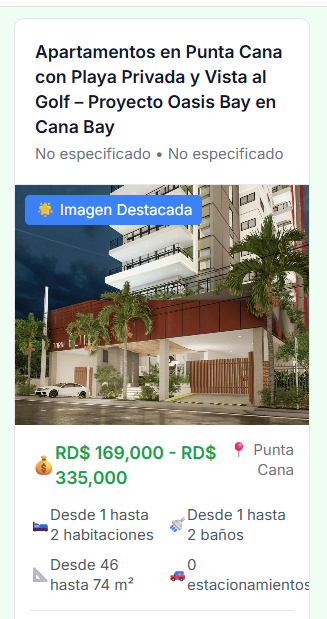 Apartamentos en Punta Cana
con Playa Privada y Vista al
Golf – Proyecto Oasis Bay en
Cana Bay
No especificado • No especificado
🌟 Imagen Destacada
💰 RD$ 169,000 - RD$
335,000
📍 Punta
Cana
🛏️ Desde 1 hasta
2 habitaciones
🚿 Desde 1 hasta
2 baños
📐 Desde 46
hasta 74 m²
🚗 0
estacionamientos